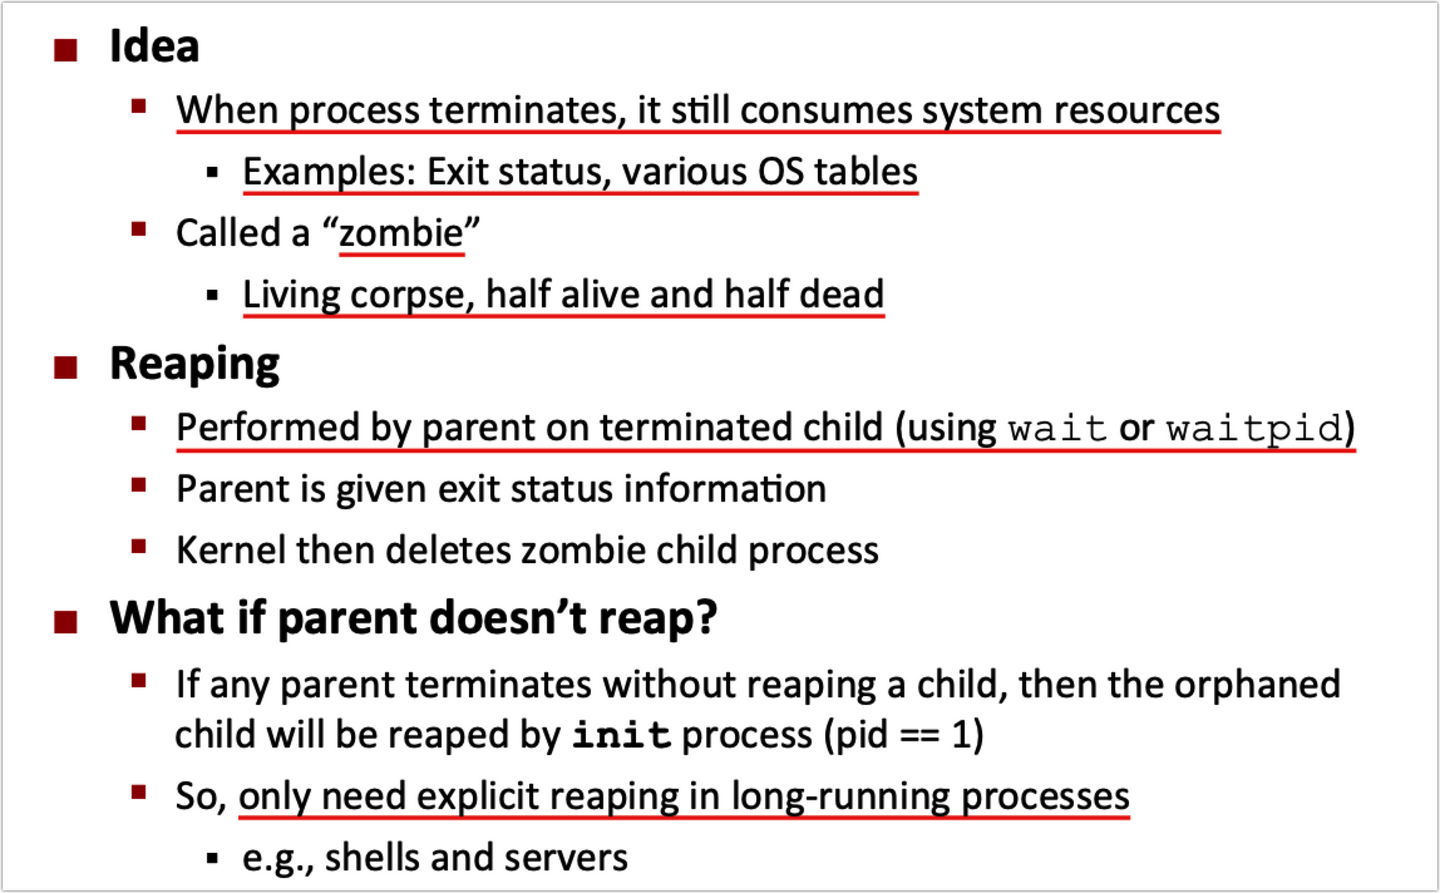 Idea
When process terminates, it still consumes system resources
Examples: Exit status, various OS tables
Called a “zombie”
Living corpse, half alive and half dead
Reaping
Performed by parent on terminated child (using wait or waitpid)
Parent is given exit status information
Kernel then deletes zombie child process
What if parent doesn’t reap?
If any parent terminates without reaping a child, then the orphaned
child will be reaped by init process (pid == 1)
So, only need explicit reaping in long-running processes
e.g., shells and servers